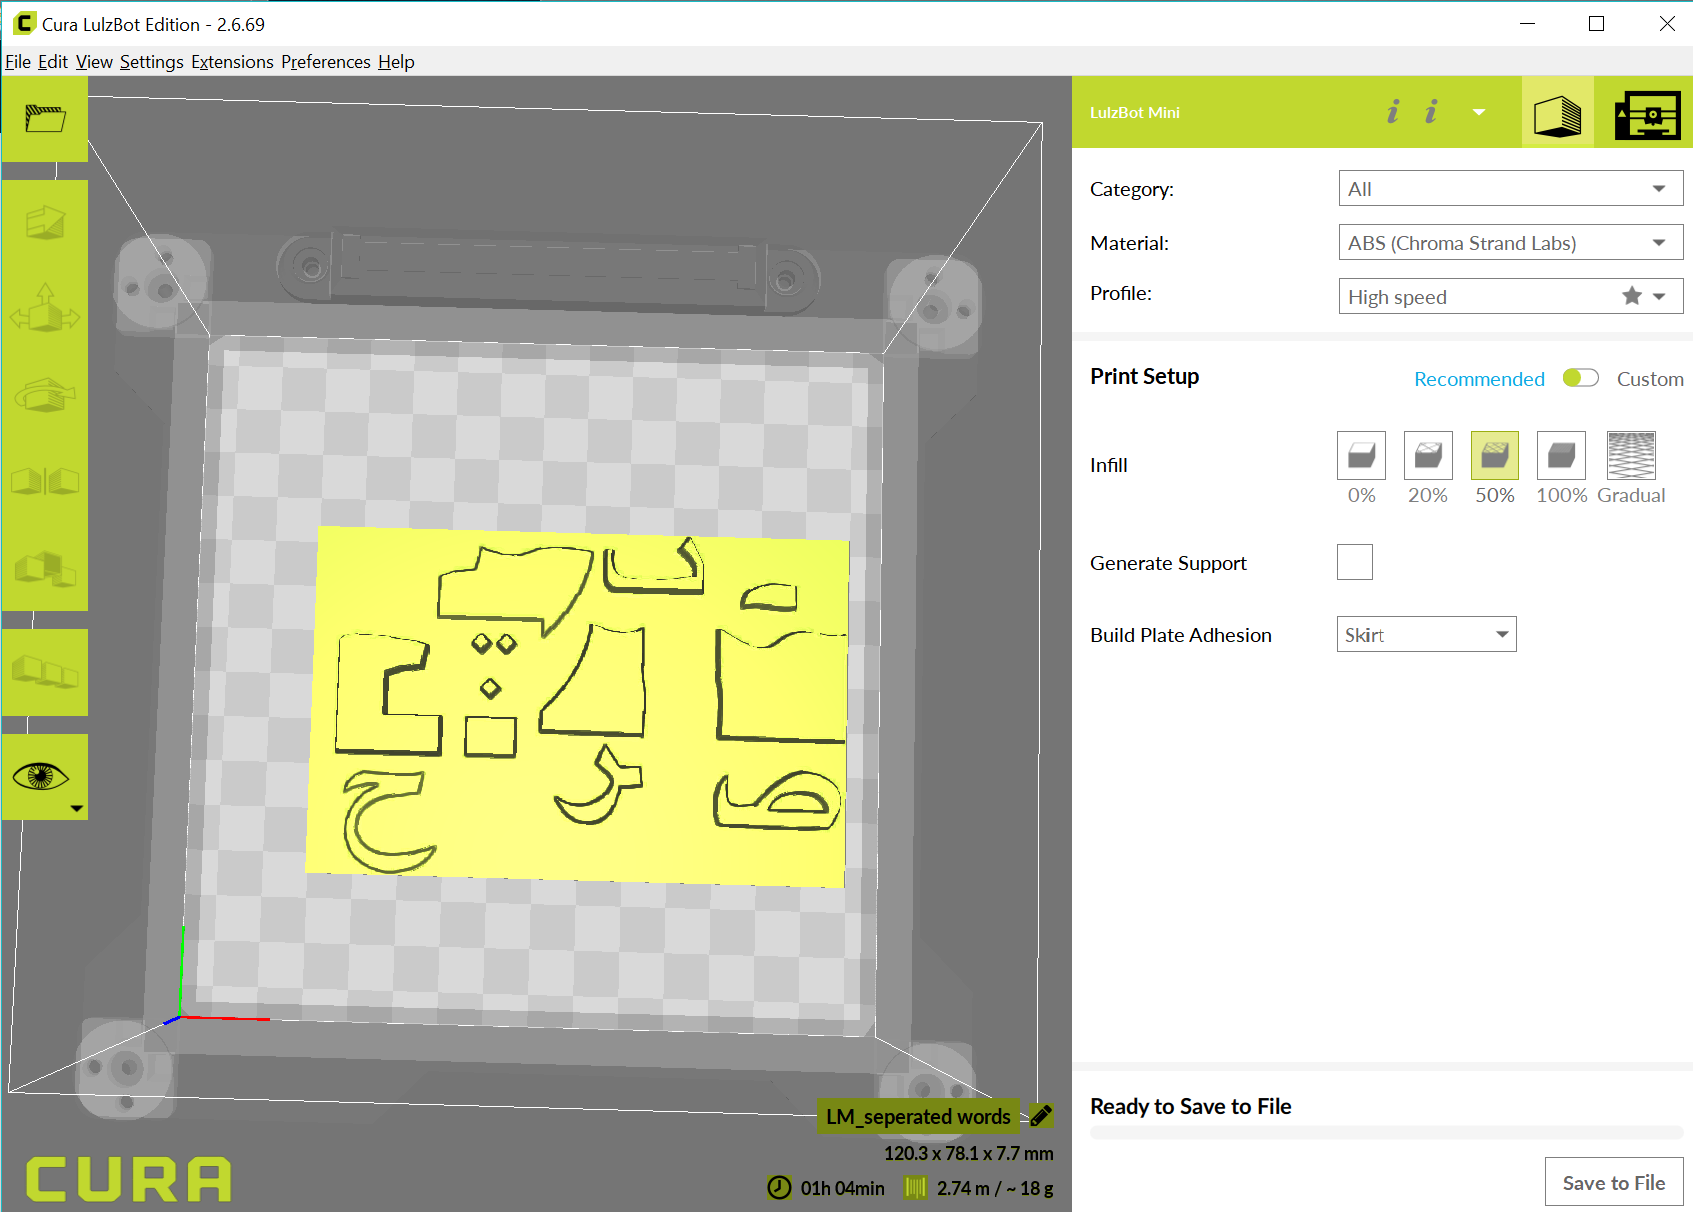 Cura LulzBot Edition - 2.6.69
File Edit View Settings Extensions Preferences Help
LulzBot Mini
Category: All
Material: ABS (Chroma Strand Labs)
Profile: High speed
Print Setup Recommended Custom
Infill
0% 20% 50% 100% Gradual
Generate Support
Build Plate Adhesion Skirt
ح ر ص
LM_seperated words
120.3 x 78.1 x 7.7 mm
01h 04min 2.74 m / ~ 18 g
CURA
Ready to Save to File
Save to File